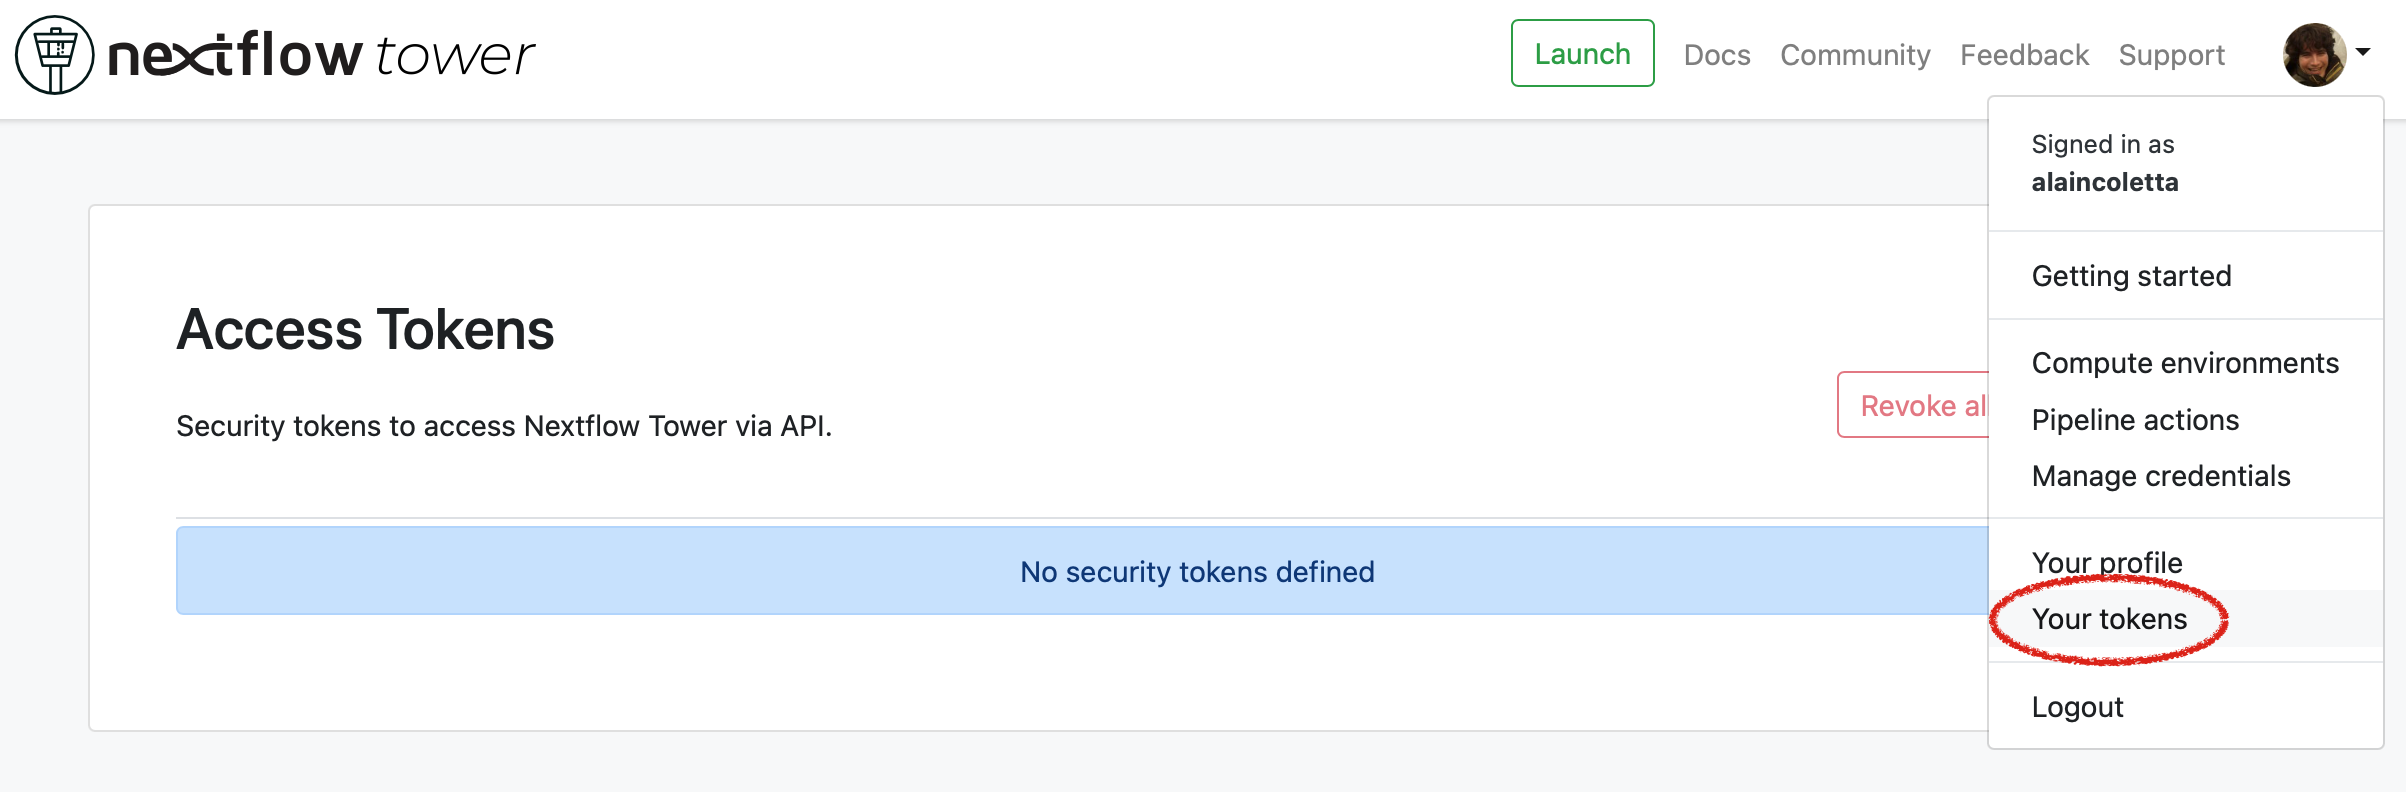 nextflow tower
Launch
Docs
Community
Feedback
Support
Signed in as
alaincoletta
Getting started
Compute environments
Pipeline actions
Manage credentials
Your profile
Your tokens
Logout
Access Tokens
Security tokens to access Nextflow Tower via API.
Revoke al
No security tokens defined